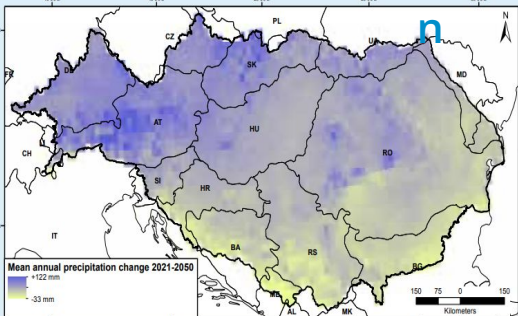 n
PL
CZ
UA
N
SK
DE
MD
FR
AT
HU
RO
CH
SI
HR
IT
BA
RS
BG
ME
AL
MK
Mean annual precipitation change 2021-2050
+122 mm
-33 mm
150 75 0 150
Kilometers